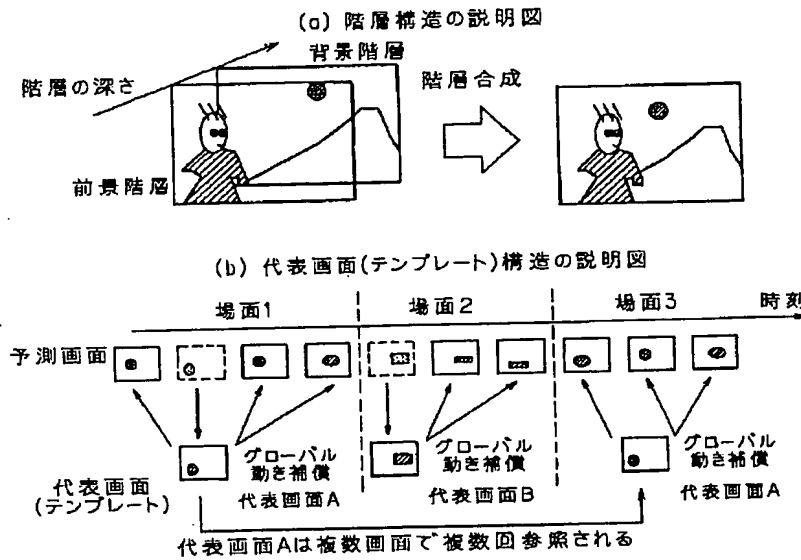 (a) 階層構造の説明図
背景階層
階層の深さ
階層合成
前景階層
(b) 代表画面(テンプレート)構造の説明図
場面1
場面2
場面3
時刻
予測画面
グローバル
動き補償
グローバル
動き補償
グローバル
動き補償
代表画面
(テンプレート)
代表画面A
代表画面B
代表画面A
代表画面Aは複数画面で複数回参照される